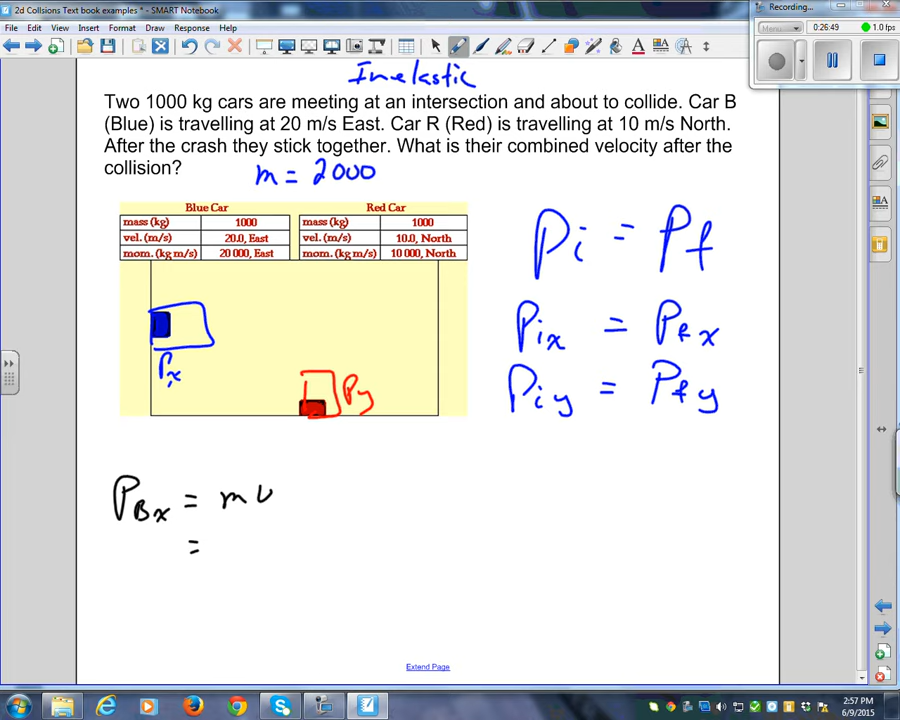 2d Collsions Text book examples * - SMART Notebook
Recording...
File Edit View Insert Format Draw Response Help
Menu
0:26:49
1.0 fps
Inelastic
Two 1000 kg cars are meeting at an intersection and about to collide. Car B
(Blue) is travelling at 20 m/s East. Car R (Red) is travelling at 10 m/s North.
After the crash they stick together. What is their combined velocity after the
collision?
m = 2000
Blue Car Red Car
mass (kg) 1000 mass (kg) 1000
vel. (m/s) 20.0, East vel. (m/s) 10.0, North
mom. (kg m/s) 20 000, East mom. (kg m/s) 10 000, North
Pi = Pf
Pix = Pfx
Px
Piy = Pfy
Py
PBx = mv
=
Extend Page
2:57 PM
6/9/2015